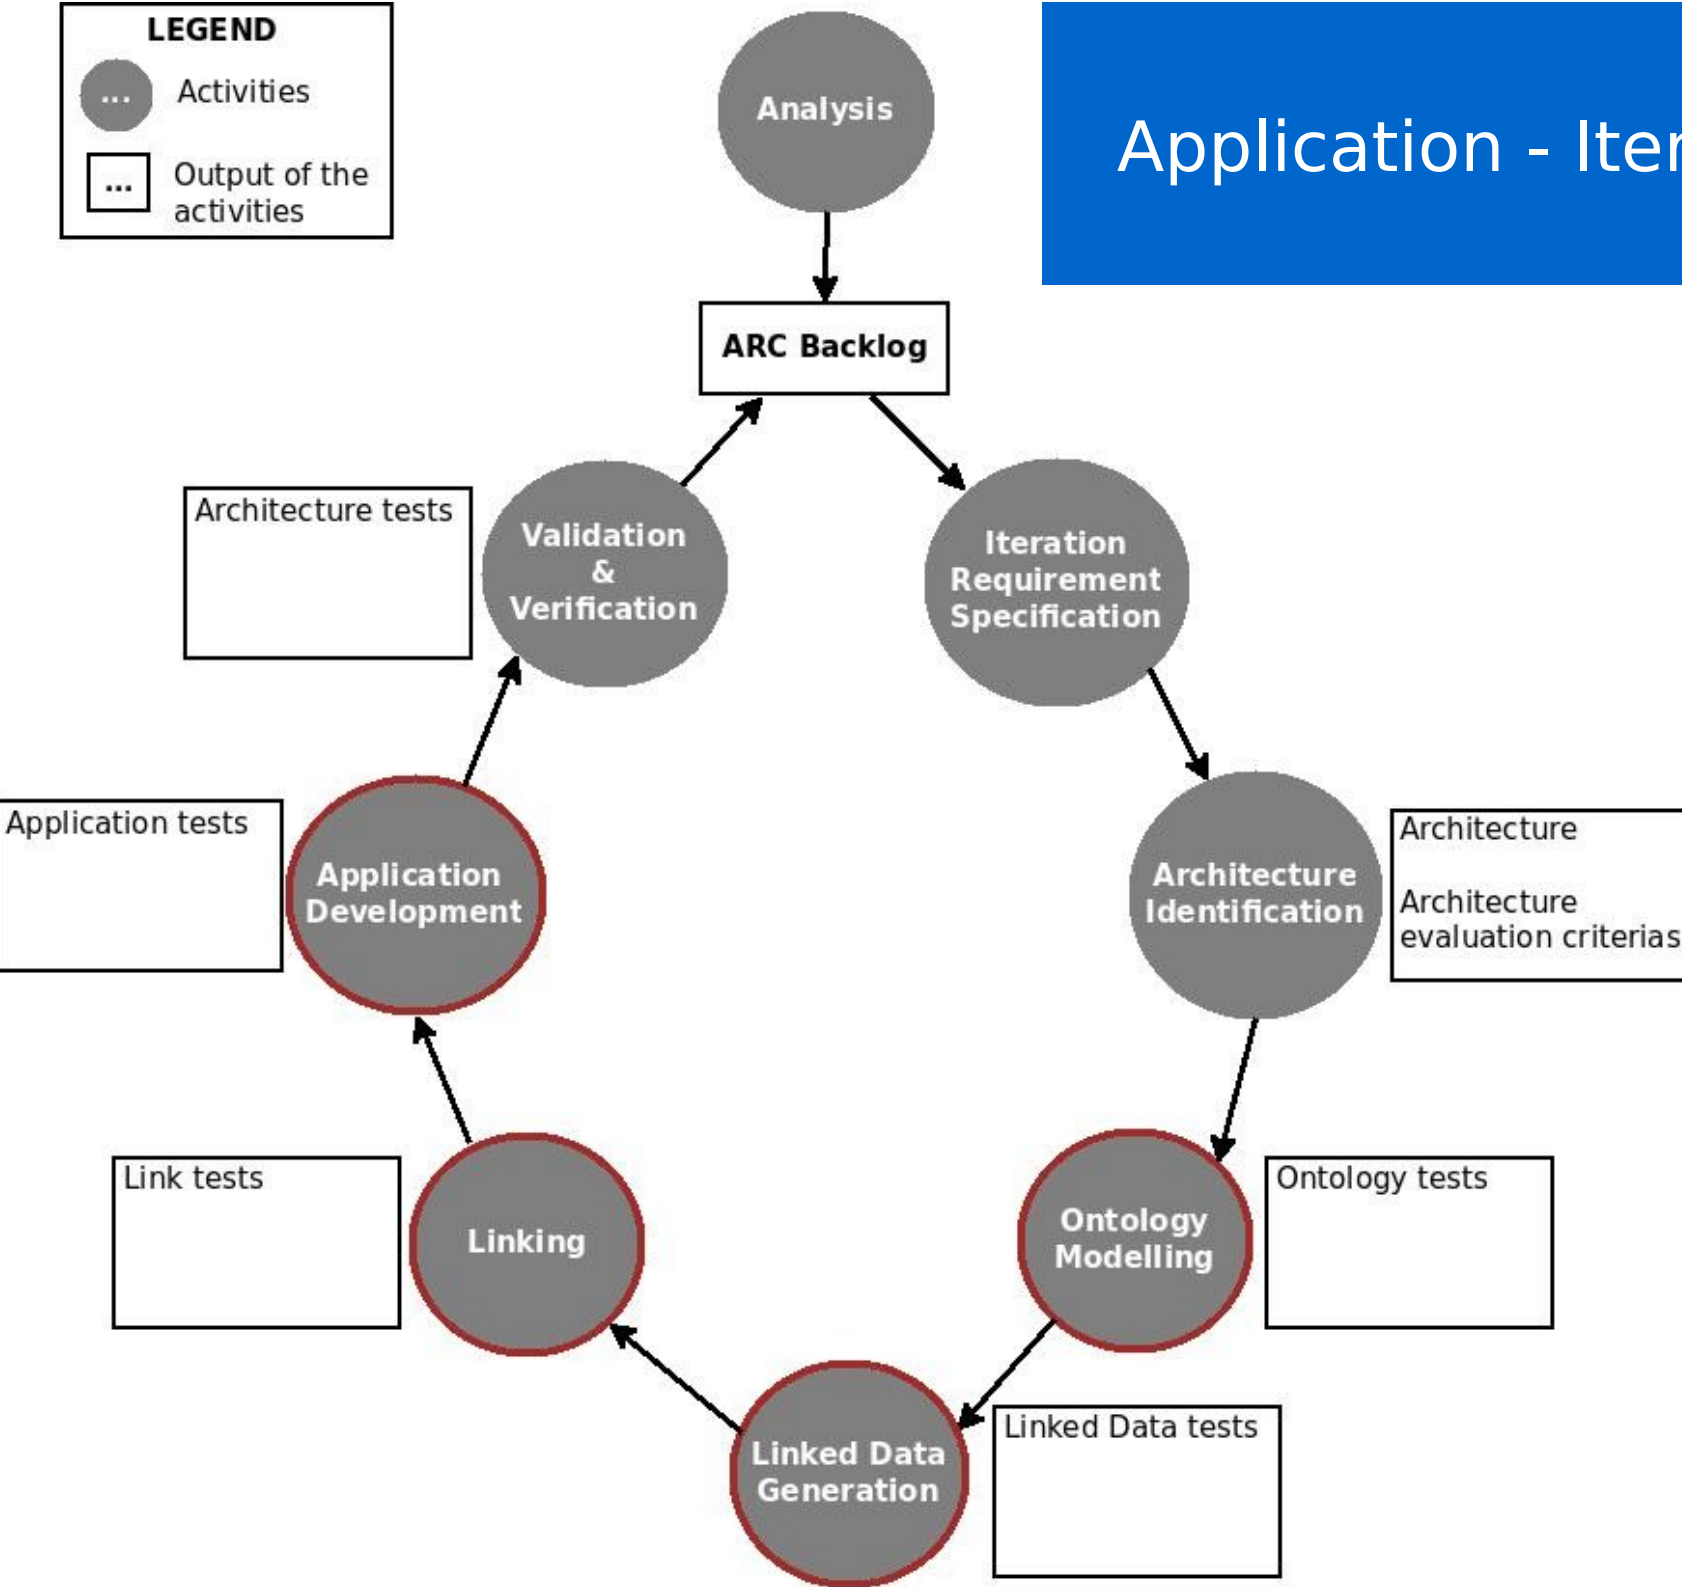 LEGEND
...
Activities
...
Output of the
activities
Analysis
Application - Iter
ARC Backlog
Architecture tests
Validation
&
Verification
Iteration
Requirement
Specification
Application tests
Application
Development
Architecture
Identification
Architecture
Architecture
evaluation criterias
Link tests
Linking
Ontology
Modelling
Ontology tests
Linked Data
Generation
Linked Data tests